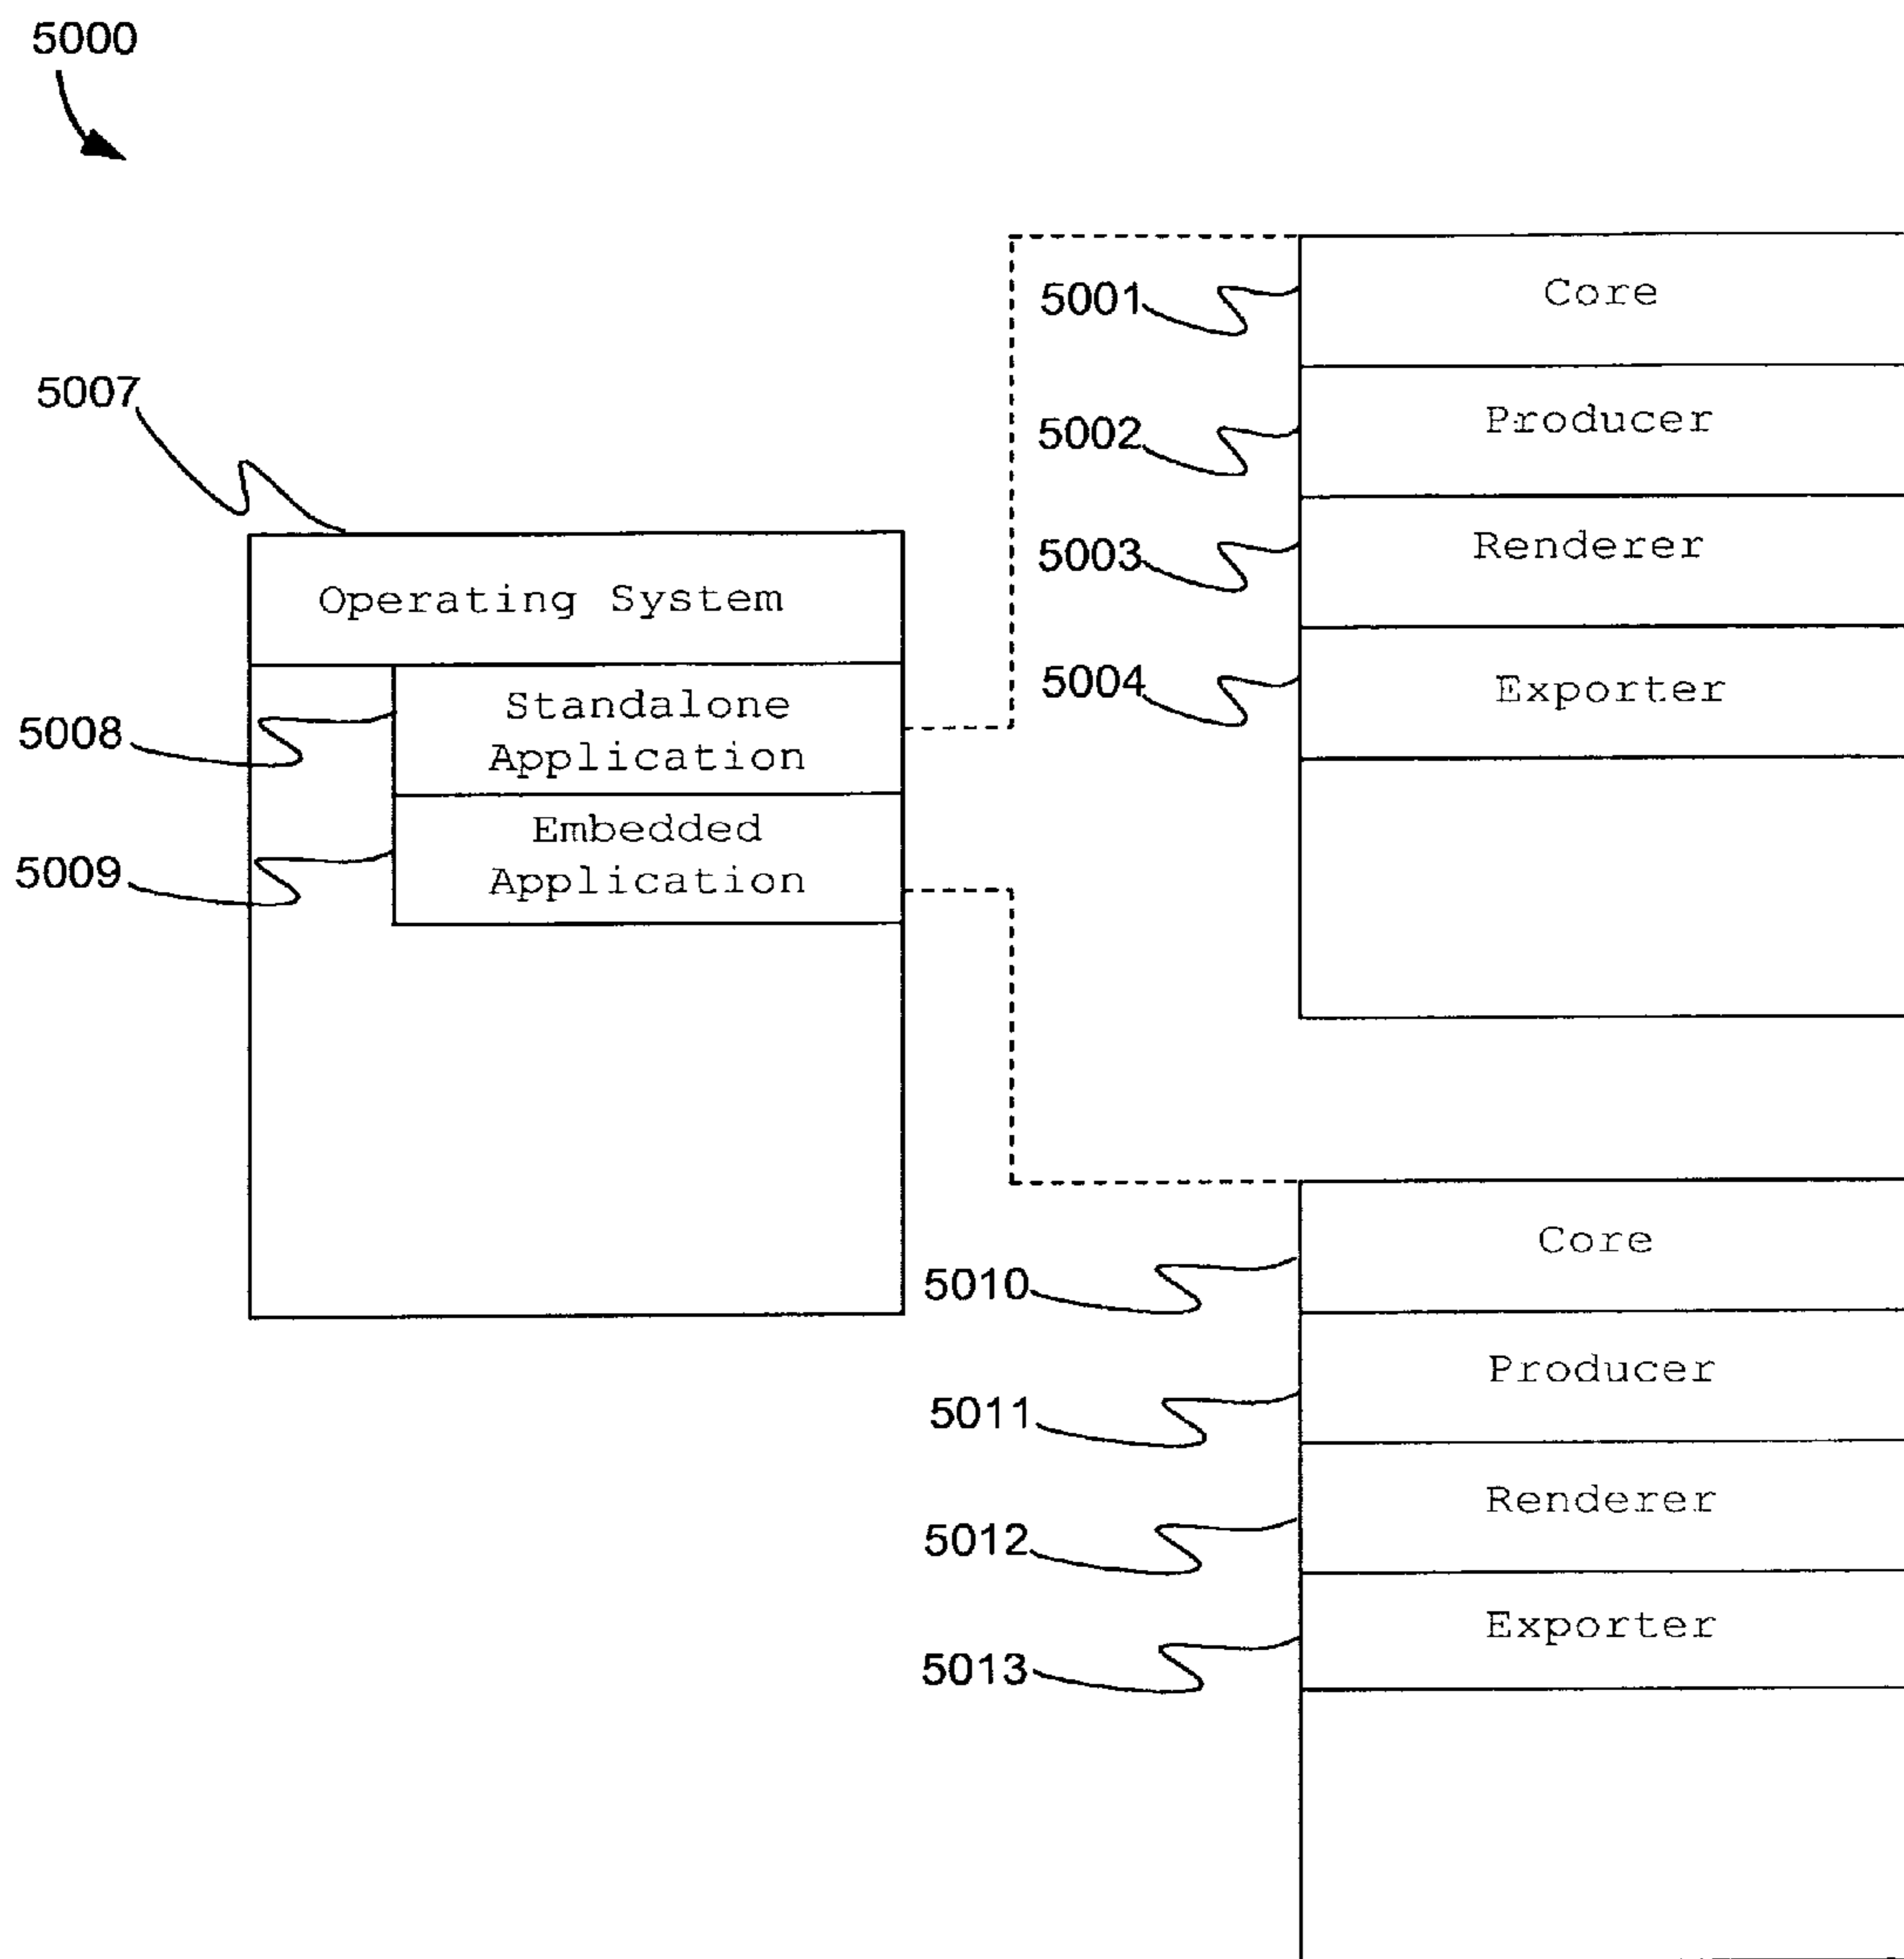 5000
5007
Operating System
5008
Standalone
Application
5009
Embedded
Application
5001
Core
5002
Producer
5003
Renderer
5004
Exporter
5010
Core
5011
Producer
5012
Renderer
5013
Exporter